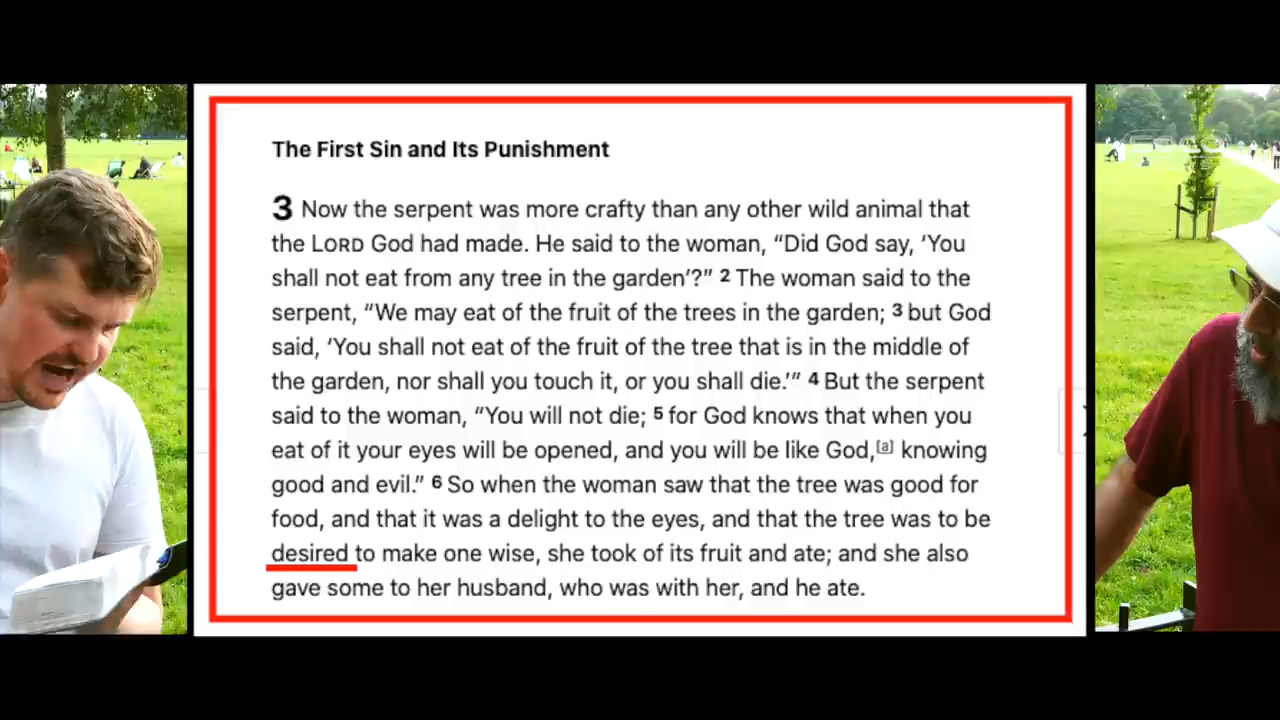 The First Sin and Its Punishment
3 Now the serpent was more crafty than any other wild animal that
the LORD God had made. He said to the woman, “Did God say, ‘You
shall not eat from any tree in the garden’?” 2 The woman said to the
serpent, “We may eat of the fruit of the trees in the garden; 3 but God
said, ‘You shall not eat of the fruit of the tree that is in the middle of
the garden, nor shall you touch it, or you shall die.’” 4 But the serpent
said to the woman, “You will not die; 5 for God knows that when you
eat of it your eyes will be opened, and you will be like God,[a] knowing
good and evil.” 6 So when the woman saw that the tree was good for
food, and that it was a delight to the eyes, and that the tree was to be
desired to make one wise, she took of its fruit and ate; and she also
gave some to her husband, who was with her, and he ate.